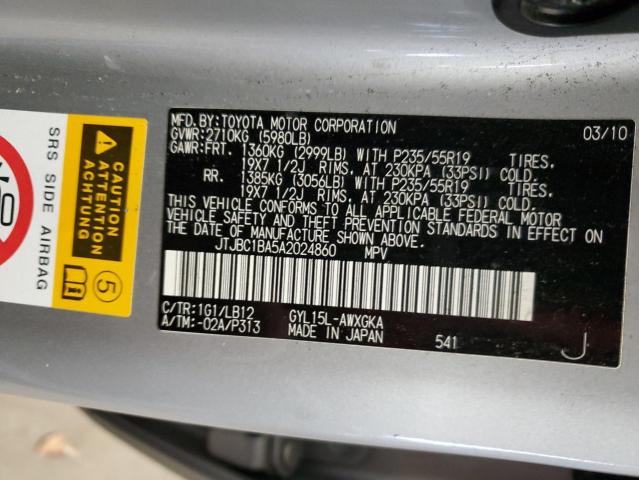 MFD. BY: TOYOTA MOTOR CORPORATION 03/10
GVWR: 2710KG (5980LB)
GAWR: FRT. 1360KG (2999LB) WITH P235/55R19 TIRES.
19X7 1/2J RIMS, AT 230KPA (33PSI) COLD.
RR. 1385KG (3056LB) WITH P235/55R19 TIRES.
19X7 1/2J RIMS, AT 230KPA (33PSI) COLD.
THIS VEHICLE CONFORMS TO ALL APPLICABLE FEDERAL MOTOR
VEHICLE SAFETY AND THEFT PREVENTION STANDARDS IN EFFECT ON
THE DATE OF MANUFACTURE SHOWN ABOVE.
JTJBC1BA5A2024860 MPV
C/TR: 1G1/LB12 GYL15L-AWXGKA
A/TM: -02A/P313 MADE IN JAPAN 541 J
SRS SIDE AIRBAG
ATTENTION
ACHTUNG
5